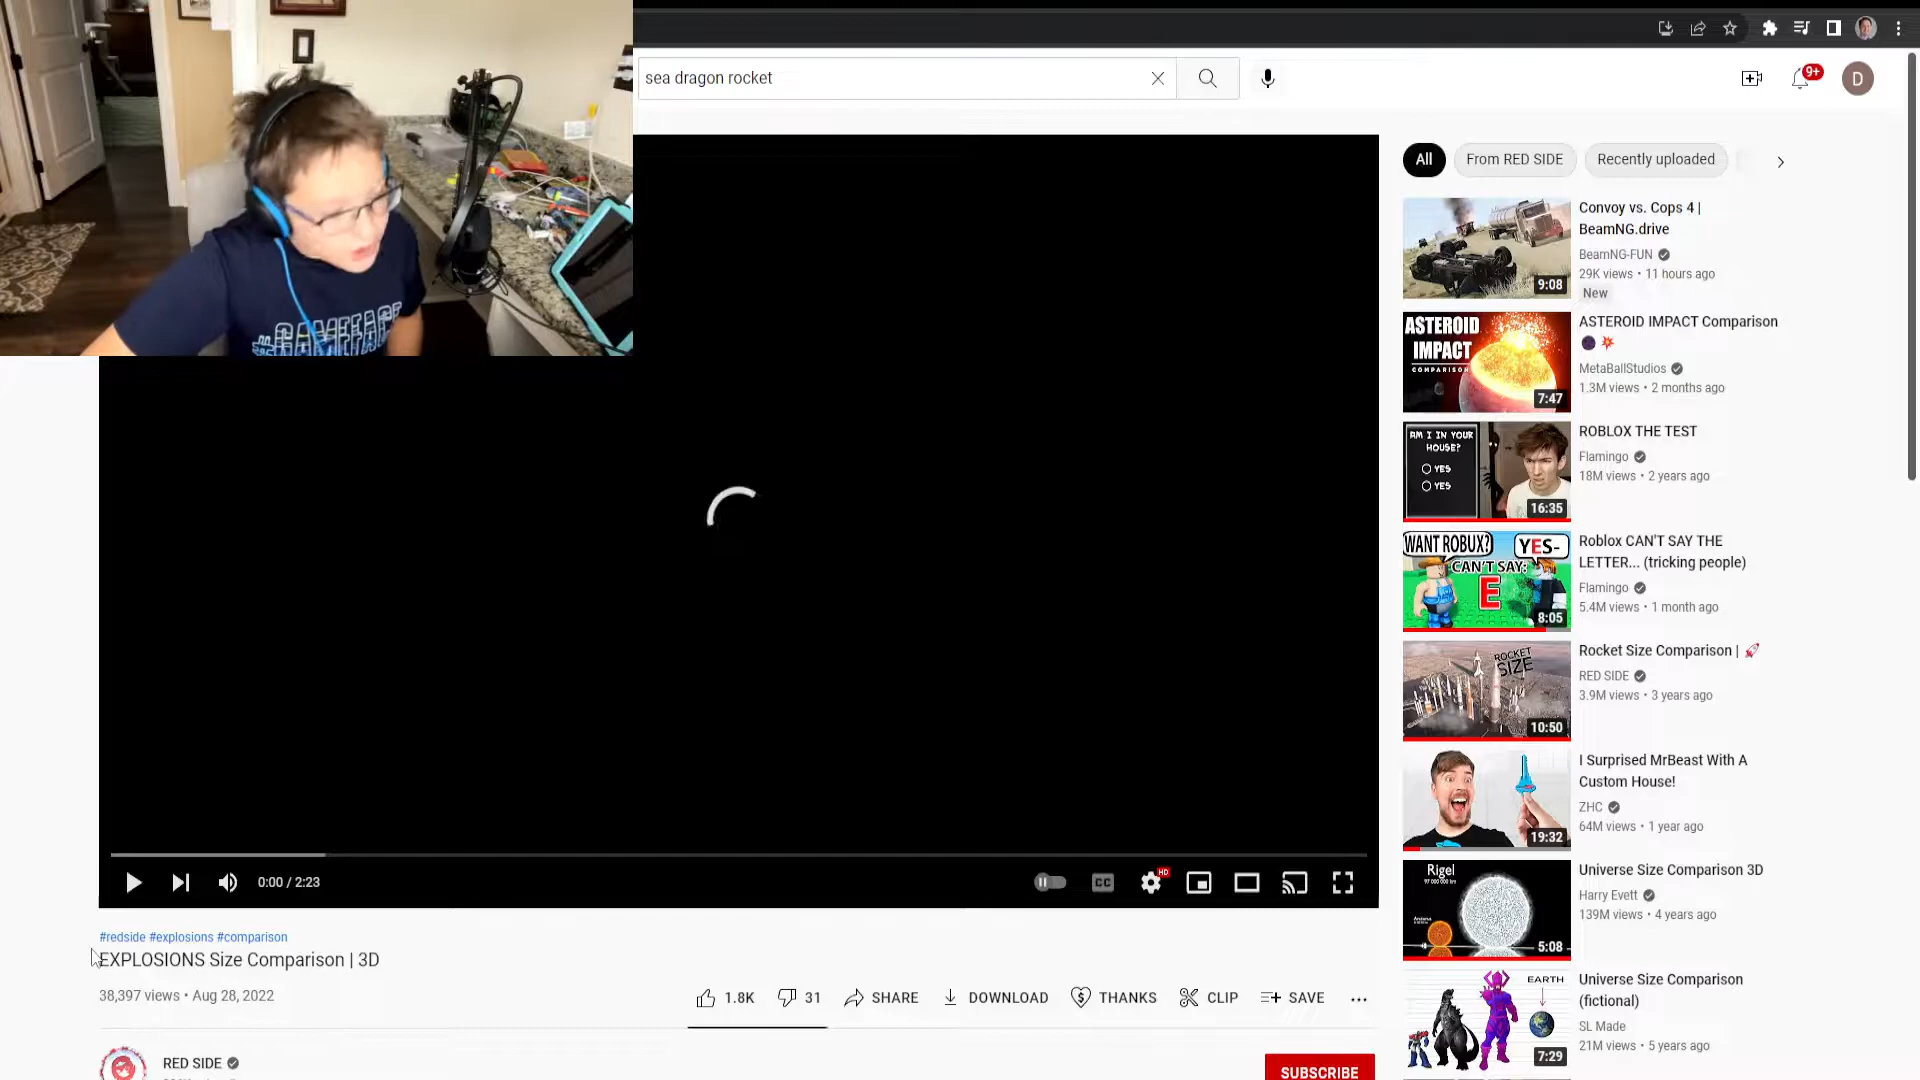 sea dragon rocket
9+
D
All
From RED SIDE
Recently uploaded
Convoy vs. Cops 4 |
BeamNG.drive
BeamNG-FUN
29K views • 11 hours ago
New
9:08
ASTEROID
IMPACT
COMPARISON
7:47
ASTEROID IMPACT Comparison
MetaBallStudios
1.3M views • 2 months ago
AM I IN YOUR
HOUSE?
YES
YES
16:35
ROBLOX THE TEST
Flamingo
18M views • 2 years ago
WANT ROBUX?
YES-
CAN'T SAY:
E
8:05
Roblox CAN'T SAY THE
LETTER... (tricking people)
Flamingo
5.4M views • 1 month ago
ROCKET
SIZE
10:50
Rocket Size Comparison |
RED SIDE
3.9M views • 3 years ago
19:32
I Surprised MrBeast With A
Custom House!
ZHC
64M views • 1 year ago
Rigel
97 000 000 km
5:08
Universe Size Comparison 3D
Harry Evett
139M views • 4 years ago
EARTH
7:29
Universe Size Comparison
(fictional)
SL Made
21M views • 5 years ago
#GAMEFACE
0:00 / 2:23
CC
HD
#redside #explosions #comparison
EXPLOSIONS Size Comparison | 3D
38,397 views • Aug 28, 2022
1.8K
31
SHARE
DOWNLOAD
THANKS
CLIP
SAVE
RED SIDE
SUBSCRIBE